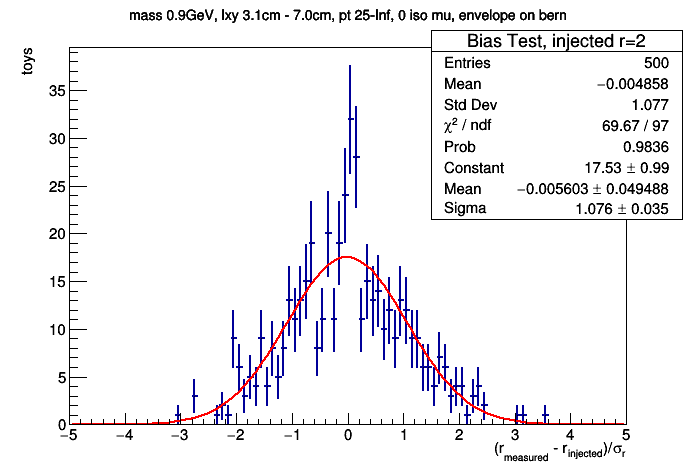 mass 0.9GeV, lxy 3.1cm - 7.0cm, pt 25-Inf, 0 iso mu, envelope on bern
toys
Bias Test, injected r=2
Entries 500
Mean −0.004858
Std Dev 1.077
χ² / ndf 69.67 / 97
Prob 0.9836
Constant 17.53 ± 0.99
Mean −0.005603 ± 0.049488
Sigma 1.076 ± 0.035
35
30
25
20
15
10
5
0
−5 −4 −3 −2 −1 0 1 2 3 4 5
(r_measured - r_injected)/σ_r